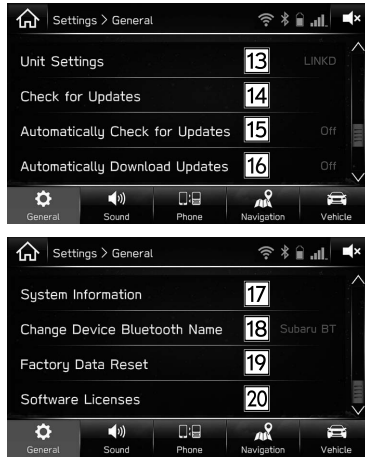 Settings > General
Unit Settings 13 LINKD
Check for Updates 14
Automatically Check for Updates 15 Off
Automatically Download Updates 16 Off
General Sound Phone Navigation Vehicle
Settings > General
System Information 17
Change Device Bluetooth Name 18 Subaru BT
Factory Data Reset 19
Software Licenses 20
General Sound Phone Navigation Vehicle